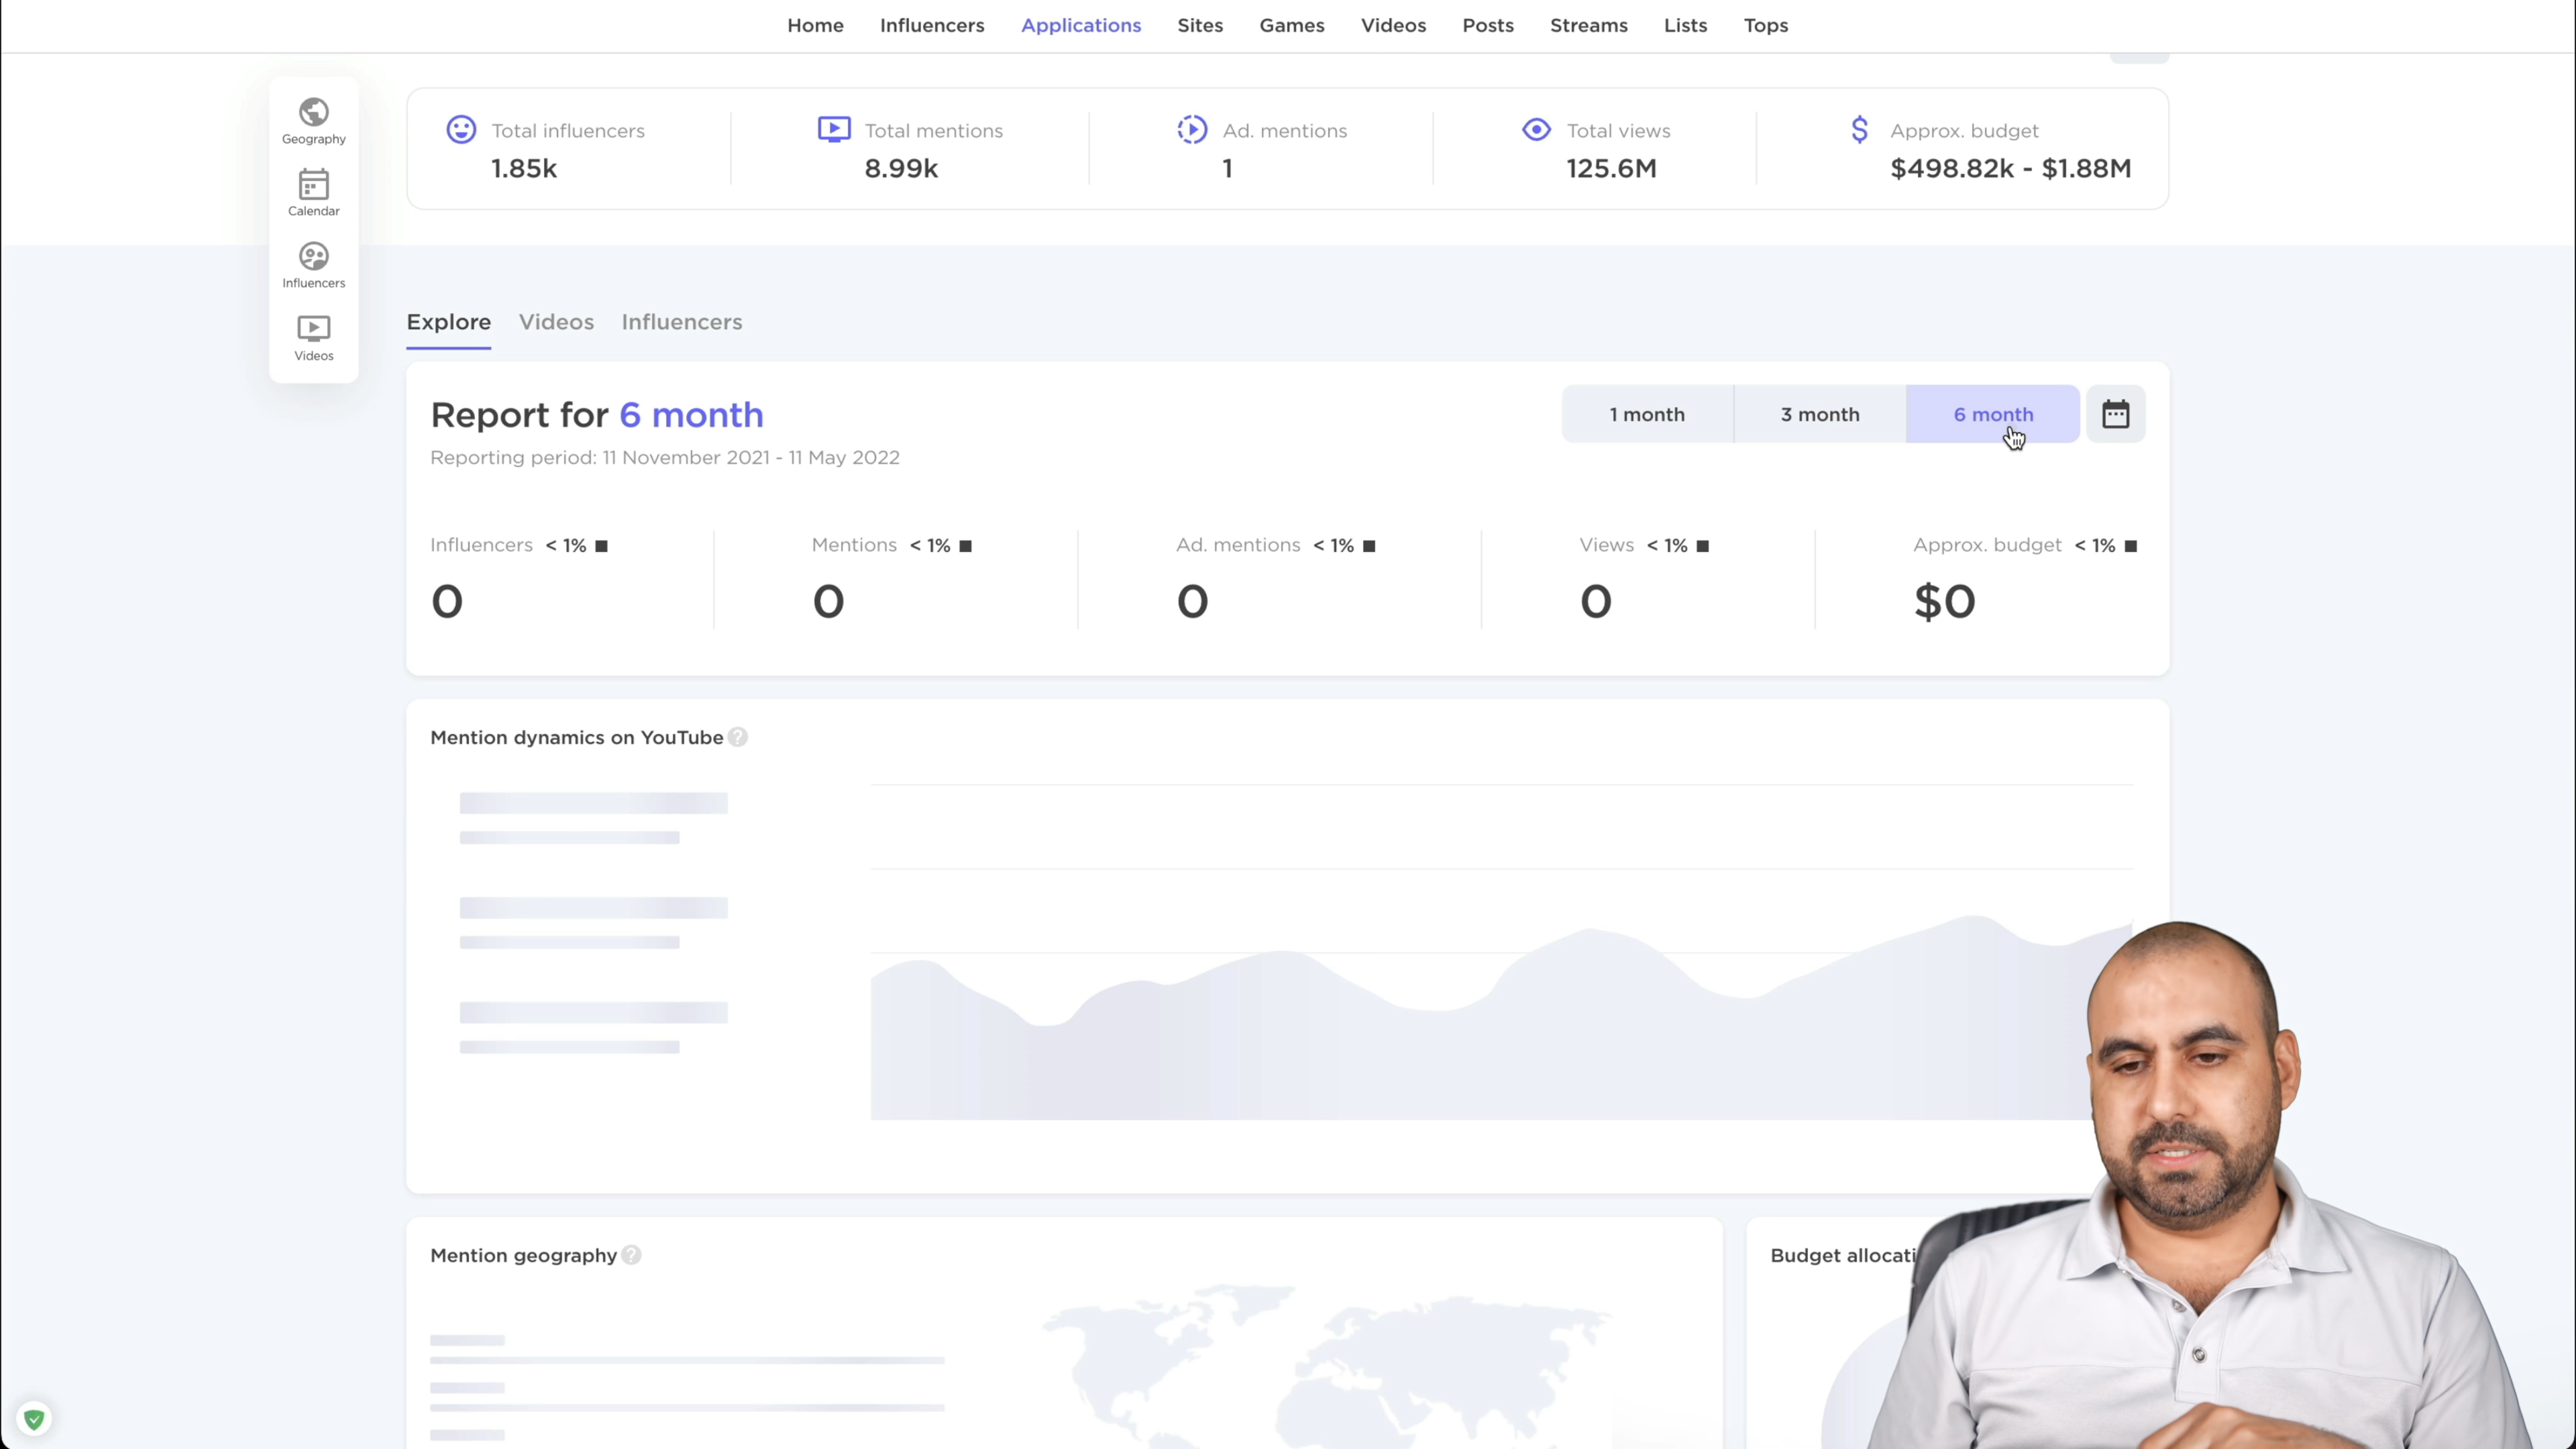 Home Influencers Applications Sites Games Videos Posts Streams Lists Tops
Geography
Calendar
Influencers
Videos
Total influencers
1.85k
Total mentions
8.99k
Ad. mentions
1
Total views
125.6M
Approx. budget
$498.82k - $1.88M
Explore Videos Influencers
Report for 6 month
Reporting period: 11 November 2021 - 11 May 2022
1 month 3 month 6 month
Influencers < 1%
0
Mentions < 1%
0
Ad. mentions < 1%
0
Views < 1%
0
Approx. budget < 1%
$0
Mention dynamics on YouTube ?
Mention geography ?
Budget allocati